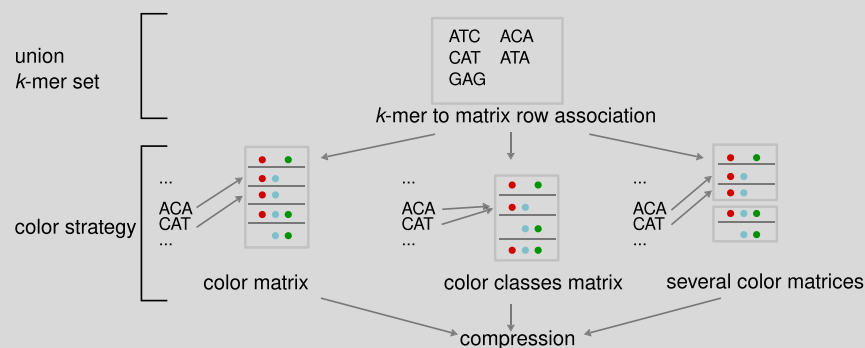 union
k-mer set
ATC ACA
CAT ATA
GAG
k-mer to matrix row association
color strategy
...
ACA
CAT
...
...
ACA
CAT
...
...
ACA
CAT
...
color matrix
color classes matrix
several color matrices
compression